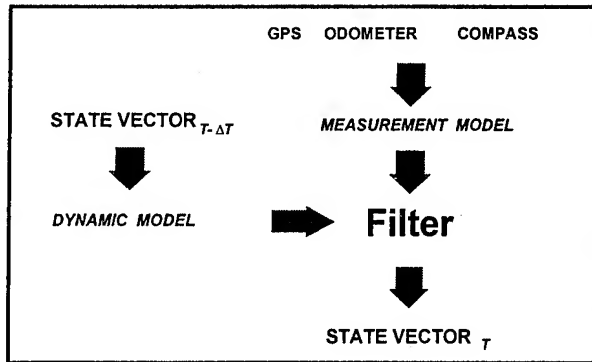 GPS ODOMETER COMPASS
STATE VECTOR T-ΔT
MEASUREMENT MODEL
DYNAMIC MODEL
Filter
STATE VECTOR T